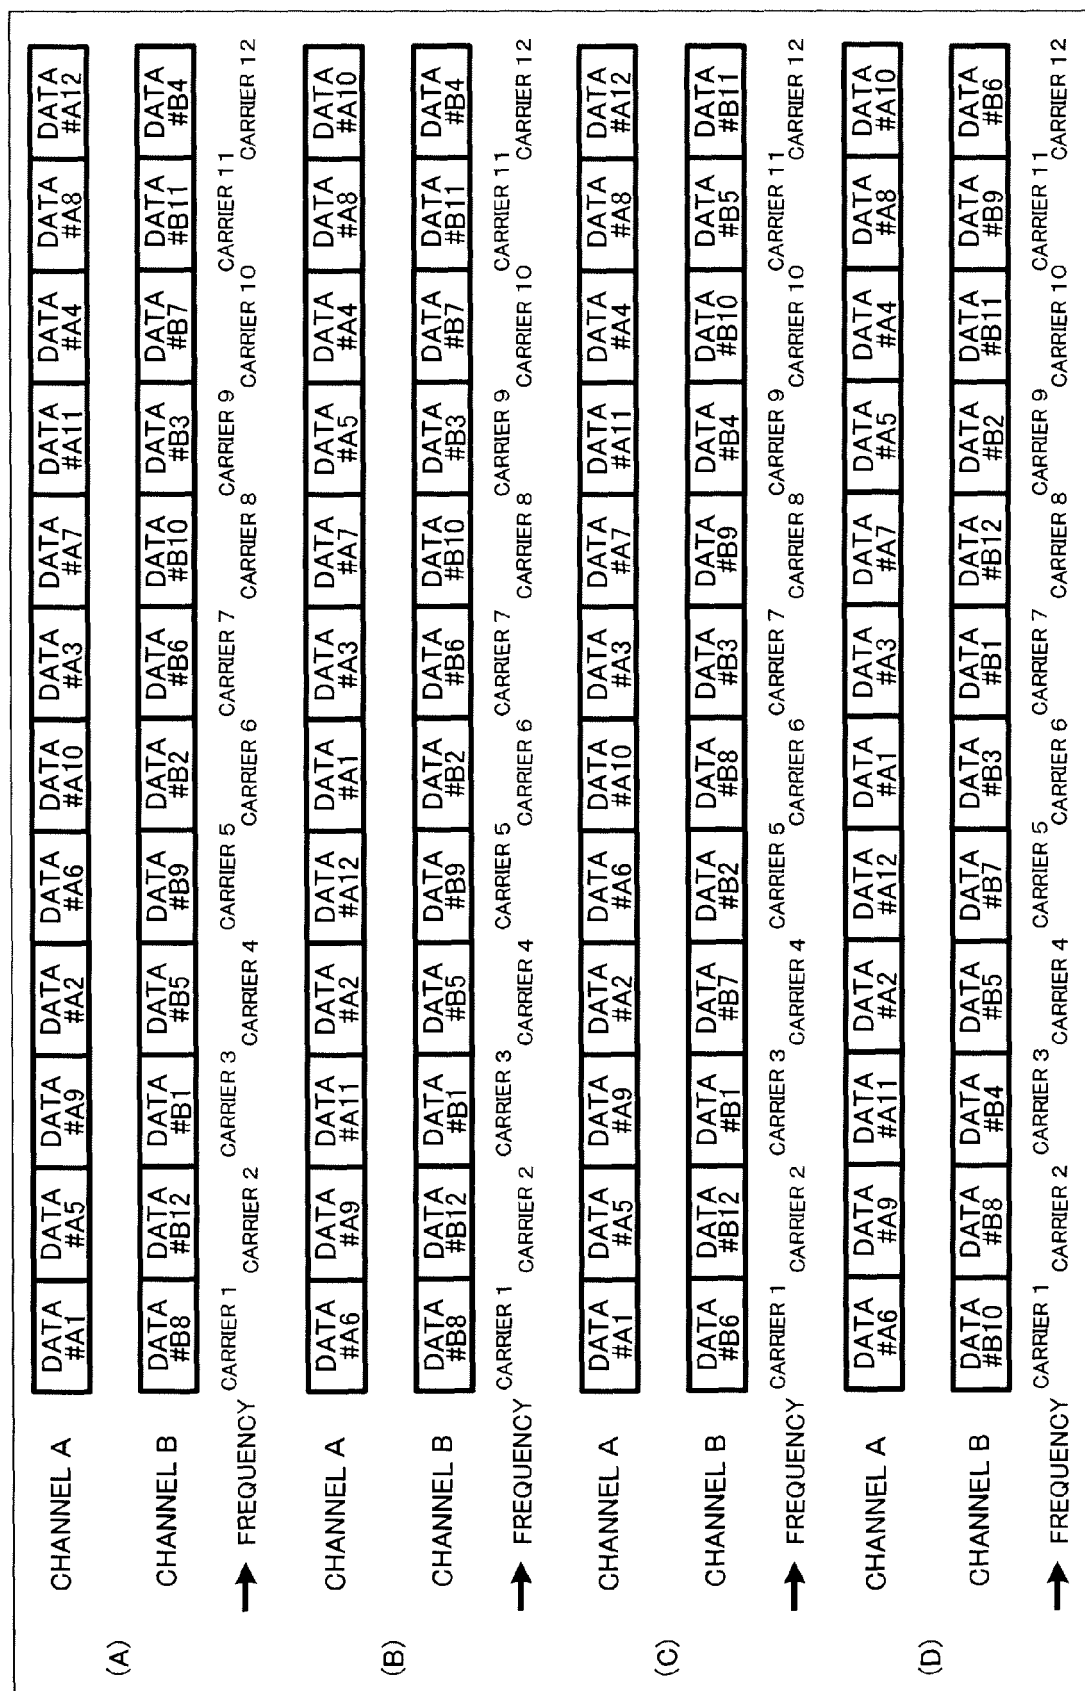 (A)
CHANNEL A
DATA #A1 DATA #A5 DATA #A9 DATA #A2 DATA #A6 DATA #A10 DATA #A3 DATA #A7 DATA #A11 DATA #A4 DATA #A8 DATA #A12
CHANNEL B
DATA #B8 DATA #B12 DATA #B1 DATA #B5 DATA #B9 DATA #B2 DATA #B6 DATA #B10 DATA #B3 DATA #B7 DATA #B11 DATA #B4
CARRIER 1 CARRIER 2 CARRIER 3 CARRIER 4 CARRIER 5 CARRIER 6 CARRIER 7 CARRIER 8 CARRIER 9 CARRIER 10 CARRIER 11 CARRIER 12
→ FREQUENCY
(B)
CHANNEL A
DATA #A6 DATA #A9 DATA #A11 DATA #A2 DATA #A12 DATA #A1 DATA #A3 DATA #A7 DATA #A5 DATA #A4 DATA #A8 DATA #A10
CHANNEL B
DATA #B8 DATA #B12 DATA #B1 DATA #B5 DATA #B9 DATA #B2 DATA #B6 DATA #B10 DATA #B3 DATA #B7 DATA #B11 DATA #B4
CARRIER 1 CARRIER 2 CARRIER 3 CARRIER 4 CARRIER 5 CARRIER 6 CARRIER 7 CARRIER 8 CARRIER 9 CARRIER 10 CARRIER 11 CARRIER 12
→ FREQUENCY
(C)
CHANNEL A
DATA #A1 DATA #A5 DATA #A9 DATA #A2 DATA #A6 DATA #A10 DATA #A3 DATA #A7 DATA #A11 DATA #A4 DATA #A8 DATA #A12
CHANNEL B
DATA #B6 DATA #B12 DATA #B1 DATA #B7 DATA #B2 DATA #B8 DATA #B3 DATA #B9 DATA #B4 DATA #B10 DATA #B5 DATA #B11
CARRIER 1 CARRIER 2 CARRIER 3 CARRIER 4 CARRIER 5 CARRIER 6 CARRIER 7 CARRIER 8 CARRIER 9 CARRIER 10 CARRIER 11 CARRIER 12
→ FREQUENCY
(D)
CHANNEL A
DATA #A6 DATA #A9 DATA #A11 DATA #A2 DATA #A12 DATA #A1 DATA #A3 DATA #A7 DATA #A5 DATA #A4 DATA #A8 DATA #A10
CHANNEL B
DATA #B10 DATA #B8 DATA #B4 DATA #B5 DATA #B7 DATA #B3 DATA #B1 DATA #B12 DATA #B2 DATA #B11 DATA #B9 DATA #B6
CARRIER 1 CARRIER 2 CARRIER 3 CARRIER 4 CARRIER 5 CARRIER 6 CARRIER 7 CARRIER 8 CARRIER 9 CARRIER 10 CARRIER 11 CARRIER 12
→ FREQUENCY